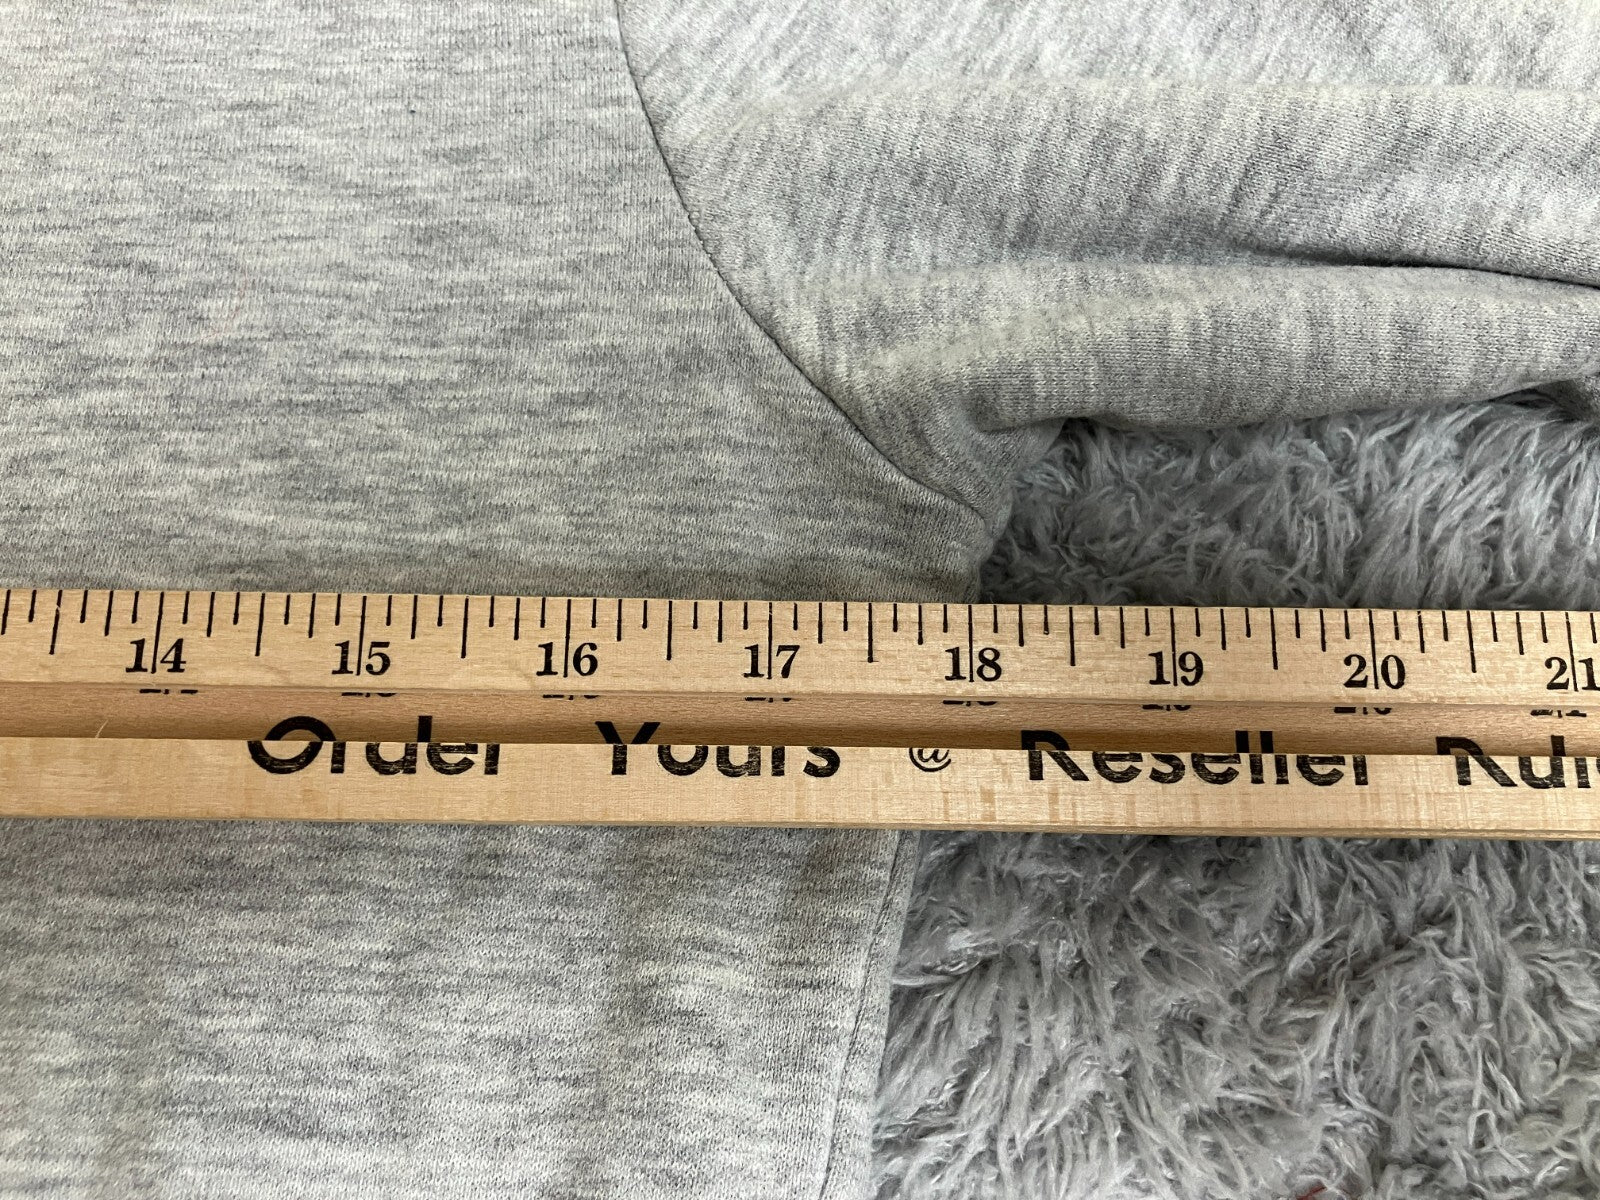 14 15 16 17 18 19 20 21
Order Yours @ Reseller